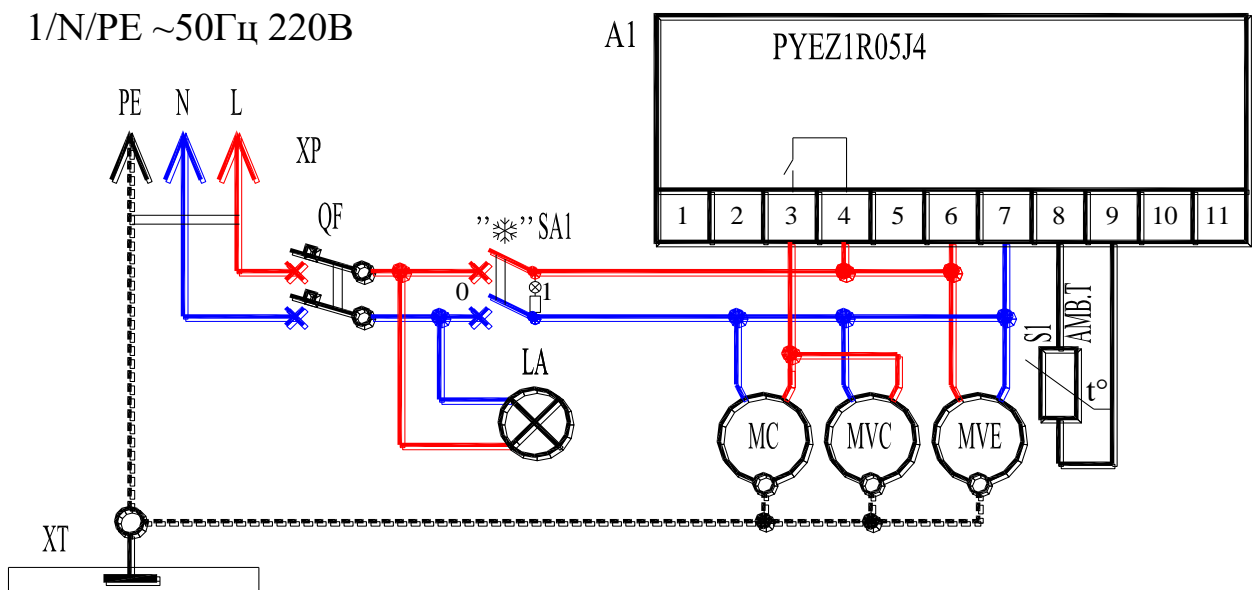 1/N/PE ~50Гц 220В
A1
PYEZ1R05J4
PE N L
XP
QF
”❄” SA1
1 2 3 4 5 6 7 8 9 10 11
0 1
S1
AMB.T
LA
t°
MC MVC MVE
XT